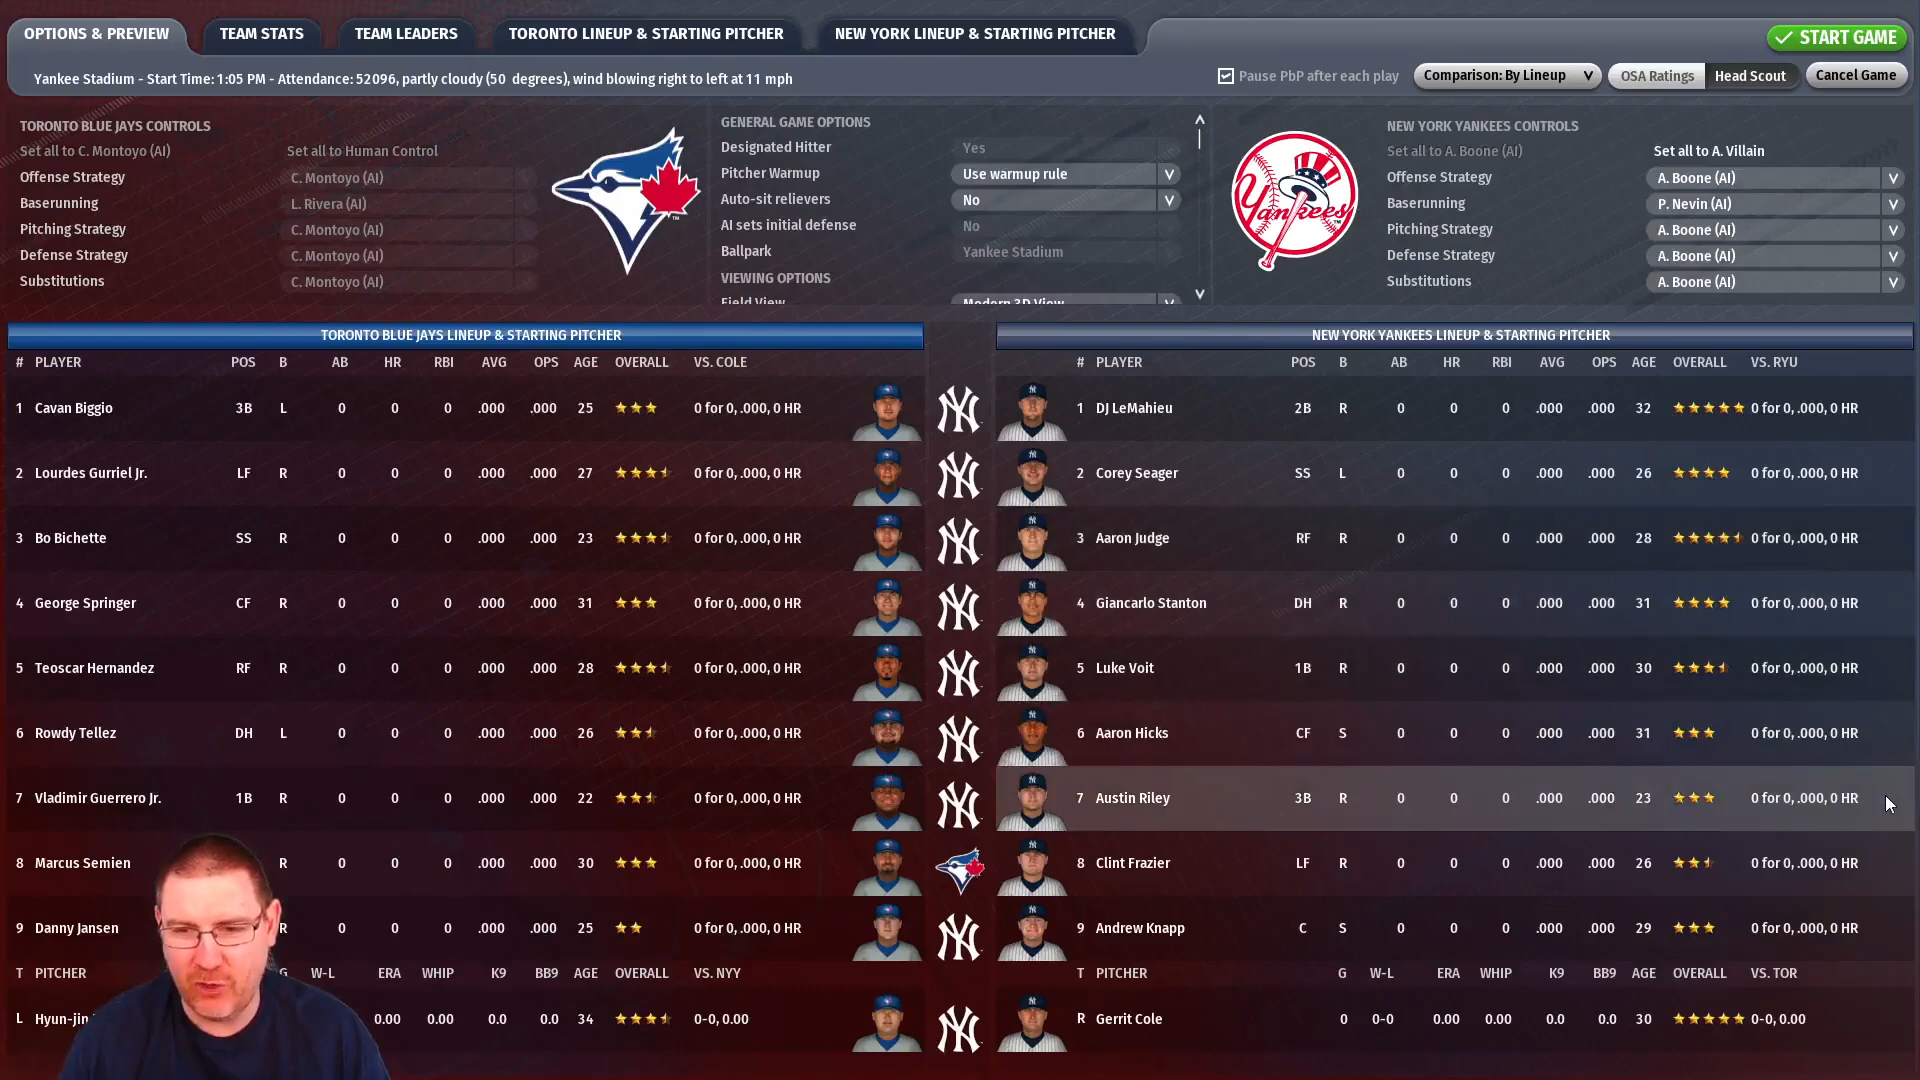 OPTIONS & PREVIEW TEAM STATS TEAM LEADERS TORONTO LINEUP & STARTING PITCHER NEW YORK LINEUP & STARTING PITCHER
START GAME
Yankee Stadium - Start Time: 1:05 PM - Attendance: 52096, partly cloudy (50 degrees), wind blowing right to left at 11 mph
Pause PbP after each play Comparison: By Lineup OSA Ratings Head Scout Cancel Game
TORONTO BLUE JAYS CONTROLS
Set all to C. Montoyo (AI) Set all to Human Control
Offense Strategy C. Montoyo (AI)
Baserunning L. Rivera (AI)
Pitching Strategy C. Montoyo (AI)
Defense Strategy C. Montoyo (AI)
Substitutions C. Montoyo (AI)
GENERAL GAME OPTIONS
Designated Hitter Yes
Pitcher Warmup Use warmup rule
Auto-sit relievers No
AI sets initial defense No
Ballpark Yankee Stadium
VIEWING OPTIONS
Field View Modern 3D View
Yankees
NEW YORK YANKEES CONTROLS
Set all to A. Boone (AI) Set all to A. Villain
Offense Strategy A. Boone (AI)
Baserunning P. Nevin (AI)
Pitching Strategy A. Boone (AI)
Defense Strategy A. Boone (AI)
Substitutions A. Boone (AI)
TORONTO BLUE JAYS LINEUP & STARTING PITCHER
# PLAYER POS B AB HR RBI AVG OPS AGE OVERALL VS. COLE
1 Cavan Biggio 3B L 0 0 0 .000 .000 25 0 for 0, .000, 0 HR
2 Lourdes Gurriel Jr. LF R 0 0 0 .000 .000 27 0 for 0, .000, 0 HR
3 Bo Bichette SS R 0 0 0 .000 .000 23 0 for 0, .000, 0 HR
4 George Springer CF R 0 0 0 .000 .000 31 0 for 0, .000, 0 HR
5 Teoscar Hernandez RF R 0 0 0 .000 .000 28 0 for 0, .000, 0 HR
6 Rowdy Tellez DH L 0 0 0 .000 .000 26 0 for 0, .000, 0 HR
7 Vladimir Guerrero Jr. 1B R 0 0 0 .000 .000 22 0 for 0, .000, 0 HR
8 Marcus Semien R 0 0 0 .000 .000 30 0 for 0, .000, 0 HR
9 Danny Jansen R 0 0 0 .000 .000 25 0 for 0, .000, 0 HR
T PITCHER G W-L ERA WHIP K9 BB9 AGE OVERALL VS. NYY
L Hyun-jin 0.00 0.00 0.0 0.0 34 0-0, 0.00
NEW YORK YANKEES LINEUP & STARTING PITCHER
# PLAYER POS B AB HR RBI AVG OPS AGE OVERALL VS. RYU
1 DJ LeMahieu 2B R 0 0 0 .000 .000 32 0 for 0, .000, 0 HR
2 Corey Seager SS L 0 0 0 .000 .000 26 0 for 0, .000, 0 HR
3 Aaron Judge RF R 0 0 0 .000 .000 28 0 for 0, .000, 0 HR
4 Giancarlo Stanton DH R 0 0 0 .000 .000 31 0 for 0, .000, 0 HR
5 Luke Voit 1B R 0 0 0 .000 .000 30 0 for 0, .000, 0 HR
6 Aaron Hicks CF S 0 0 0 .000 .000 31 0 for 0, .000, 0 HR
7 Austin Riley 3B R 0 0 0 .000 .000 23 0 for 0, .000, 0 HR
8 Clint Frazier LF R 0 0 0 .000 .000 26 0 for 0, .000, 0 HR
9 Andrew Knapp C S 0 0 0 .000 .000 29 0 for 0, .000, 0 HR
T PITCHER G W-L ERA WHIP K9 BB9 AGE OVERALL VS. TOR
R Gerrit Cole 0 0-0 0.00 0.00 0.0 0.0 30 0-0, 0.00